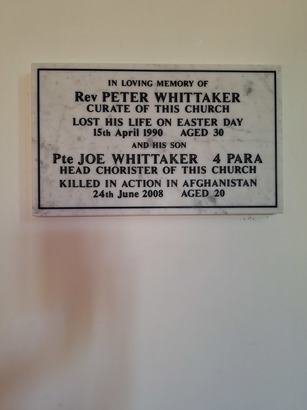 IN LOVING MEMORY OF
Rev PETER WHITTAKER
CURATE OF THIS CHURCH
LOST HIS LIFE ON EASTER DAY
15th April 1990 AGED 30
AND HIS SON
Pte JOE WHITTAKER 4 PARA
HEAD CHORISTER OF THIS CHURCH
KILLED IN ACTION IN AFGHANISTAN
24th June 2008 AGED 20